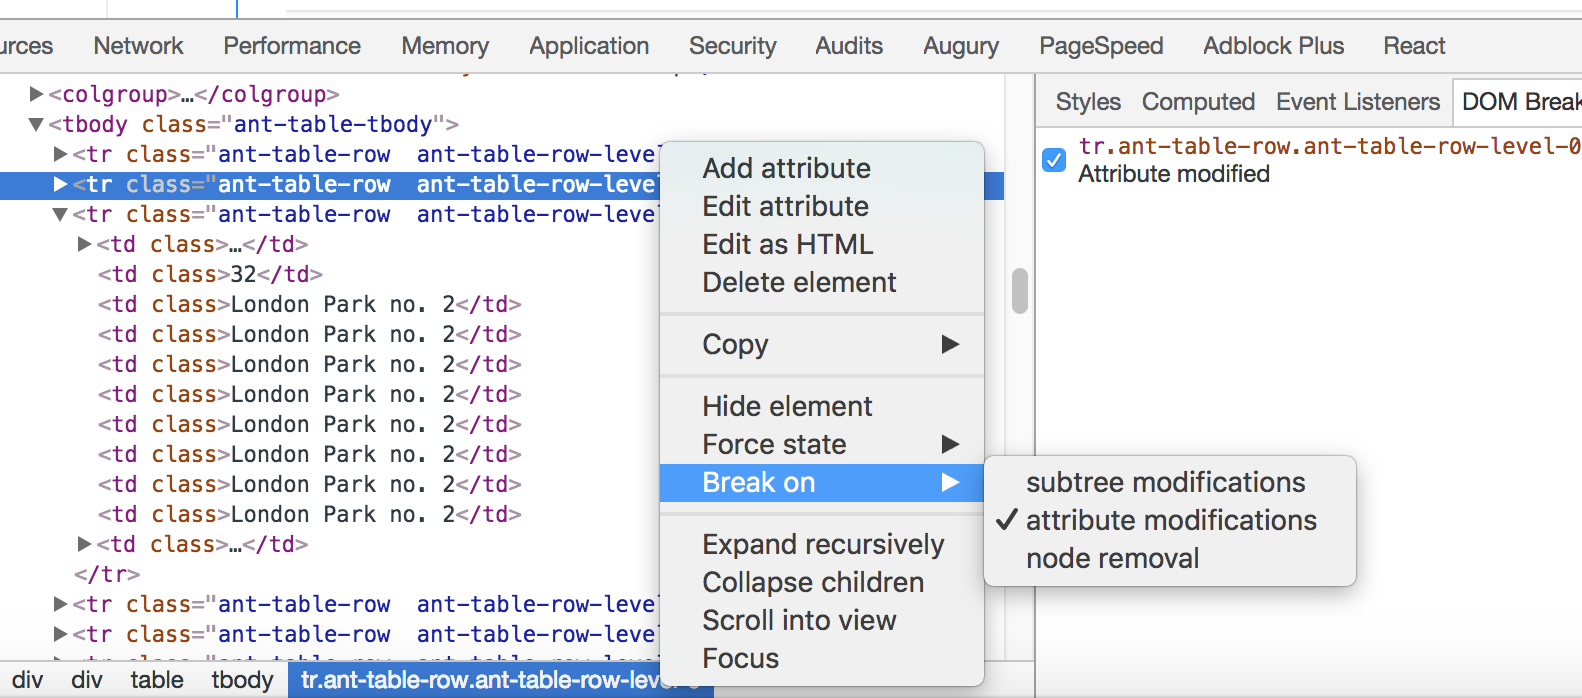 urces Network Performance Memory Application Security Audits Augury PageSpeed Adblock Plus React
<colgroup>…</colgroup>
<tbody class="ant-table-tbody">
<tr class="ant-table-row  ant-table-row-level
<tr class="ant-table-row  ant-table-row-leve
<tr class="ant-table-row  ant-table-row-level
<td class>…</td>
<td class>32</td>
<td class>London Park no. 2</td>
<td class>London Park no. 2</td>
<td class>London Park no. 2</td>
<td class>London Park no. 2</td>
<td class>London Park no. 2</td>
<td class>London Park no. 2</td>
<td class>London Park no. 2</td>
<td class>London Park no. 2</td>
<td class>…</td>
</tr>
<tr class="ant-table-row  ant-table-row-level
<tr class="ant-table-row  ant-table-row-level
div div table tbody tr.ant-table-row.ant-table-row-leve
Add attribute
Edit attribute
Edit as HTML
Delete element
Copy
Hide element
Force state
Break on
Expand recursively
Collapse children
Scroll into view
Focus
subtree modifications
✓ attribute modifications
node removal
Styles Computed Event Listeners DOM Break
tr.ant-table-row.ant-table-row-level-0
Attribute modified